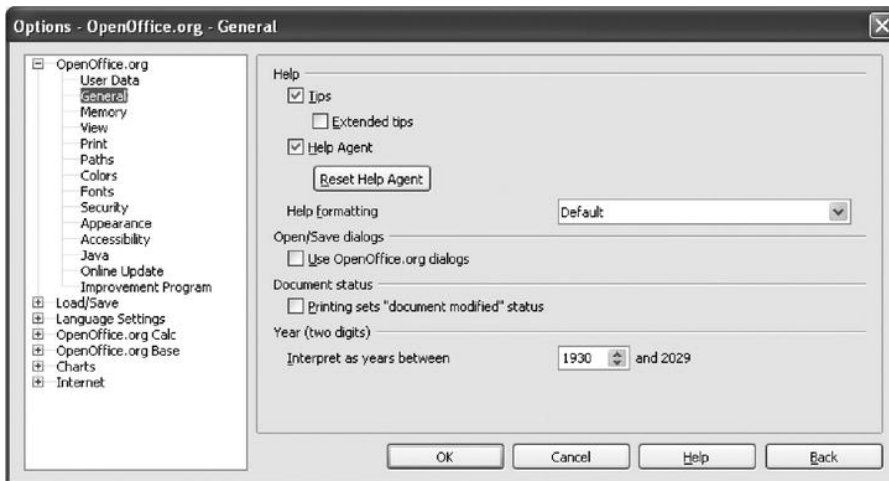 Options - OpenOffice.org - General
OpenOffice.org
User Data
General
Memory
View
Print
Paths
Colors
Fonts
Security
Appearance
Accessibility
Java
Online Update
Improvement Program
Load/Save
Language Settings
OpenOffice.org Calc
OpenOffice.org Base
Charts
Internet
Help
Tips
Extended tips
Help Agent
Reset Help Agent
Help formatting Default
Open/Save dialogs
Use OpenOffice.org dialogs
Document status
Printing sets "document modified" status
Year (two digits)
Interpret as years between 1930 and 2029
OK Cancel Help Back